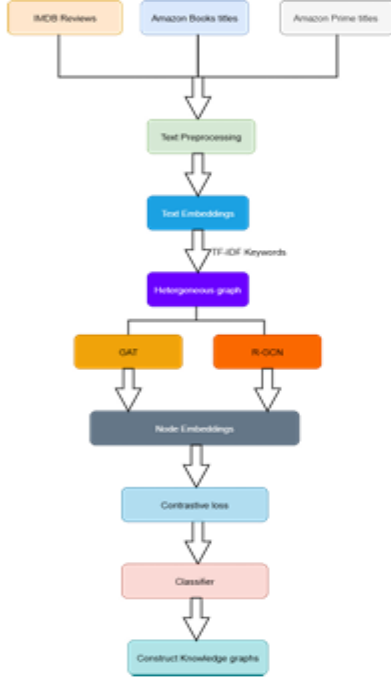 IMDB Reviews
Amazon Books titles
Amazon Prime titles
Text Preprocessing
Text Embeddings
TF-IDF Keywords
Hetergeneous graph
GAT
R-GCN
Node Embeddings
Contrastive loss
Classifier
Construct Knowledge graphs